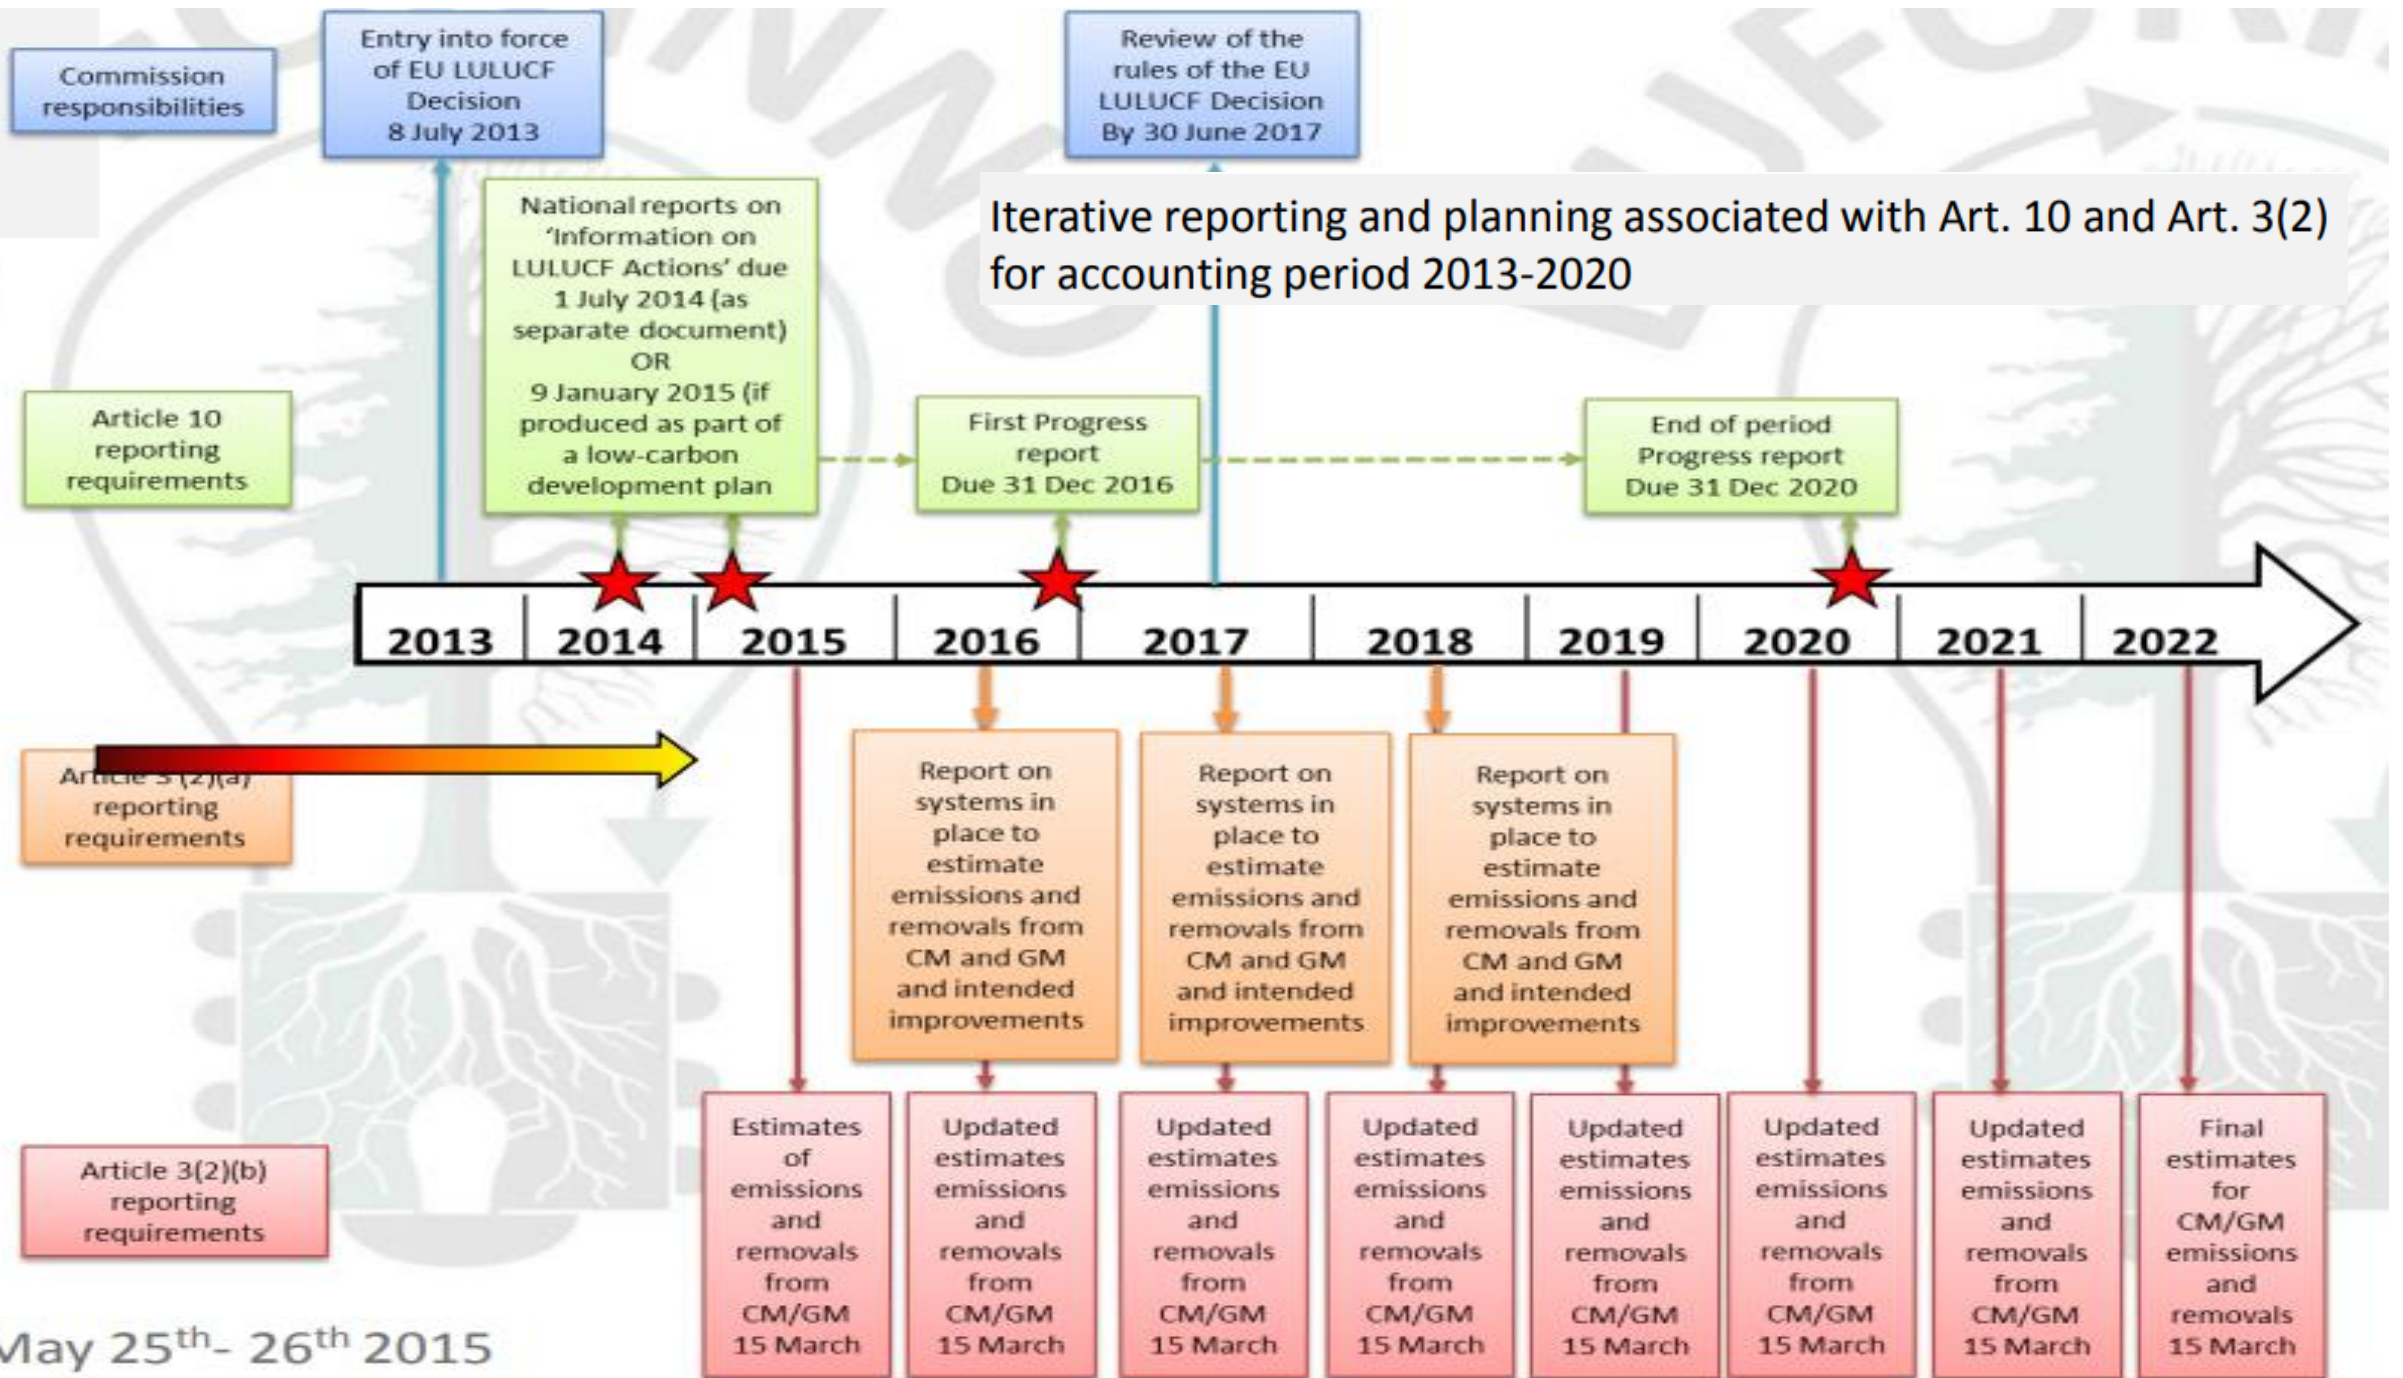 Commission
responsibilities
Entry into force
of EU LULUCF
Decision
8 July 2013
Review of the
rules of the EU
LULUCF Decision
By 30 June 2017
National reports on
'Information on
LULUCF Actions' due
1 July 2014 (as
separate document)
OR
9 January 2015 (if
produced as part of
a low-carbon
development plan
Iterative reporting and planning associated with Art. 10 and Art. 3(2)
for accounting period 2013-2020
Article 10
reporting
requirements
First Progress
report
Due 31 Dec 2016
End of period
Progress report
Due 31 Dec 2020
2013 2014 2015 2016 2017 2018 2019 2020 2021 2022
Article 3 (2)(a)
reporting
requirements
Report on
systems in
place to
estimate
emissions and
removals from
CM and GM
and intended
improvements
Report on
systems in
place to
estimate
emissions and
removals from
CM and GM
and intended
improvements
Report on
systems in
place to
estimate
emissions and
removals from
CM and GM
and intended
improvements
Article 3(2)(b)
reporting
requirements
Estimates
of
emissions
and
removals
from
CM/GM
15 March
Updated
estimates
emissions
and
removals
from
CM/GM
15 March
Updated
estimates
emissions
and
removals
from
CM/GM
15 March
Updated
estimates
emissions
and
removals
from
CM/GM
15 March
Updated
estimates
emissions
and
removals
from
CM/GM
15 March
Updated
estimates
emissions
and
removals
from
CM/GM
15 March
Updated
estimates
emissions
and
removals
from
CM/GM
15 March
Final
estimates
for
CM/GM
emissions
and
removals
15 March
May 25th- 26th 2015